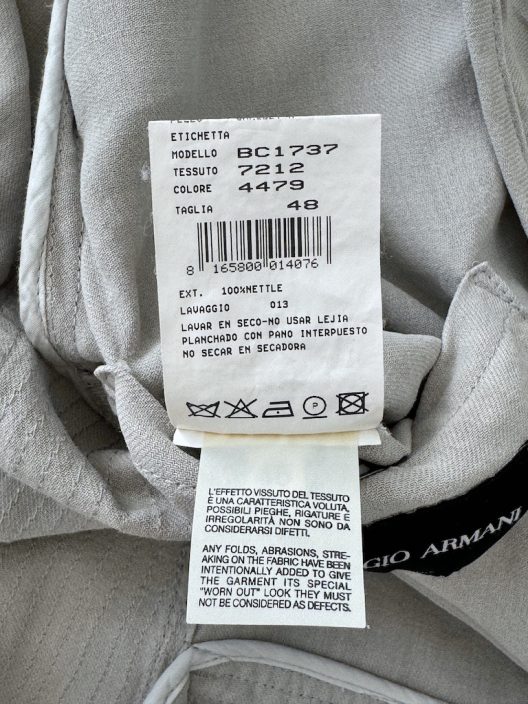 ETICHETTA
MODELLO BC1737
TESSUTO 7212
COLORE 4479
TAGLIA 48
8 165800 014076
EXT. 100%NETTLE
LAVAGGIO 013
LAVAR EN SECO-NO USAR LEJIA
PLANCHADO CON PANO INTERPUESTO
NO SECAR EN SECADORA
P
L'EFFETTO VISSUTO DEL TESSUTO
È UNA CARATTERISTICA VOLUTA,
POSSIBILI PIEGHE, RIGATURE E
IRREGOLARITÀ NON SONO DA
CONSIDERARSI DIFETTI.
ANY FOLDS, ABRASIONS, STRE-
AKING ON THE FABRIC HAVE BEEN
INTENTIONALLY ADDED TO GIVE
THE GARMENT ITS SPECIAL
"WORN OUT" LOOK THEY MUST
NOT BE CONSIDERED AS DEFECTS.
GIO ARMANI